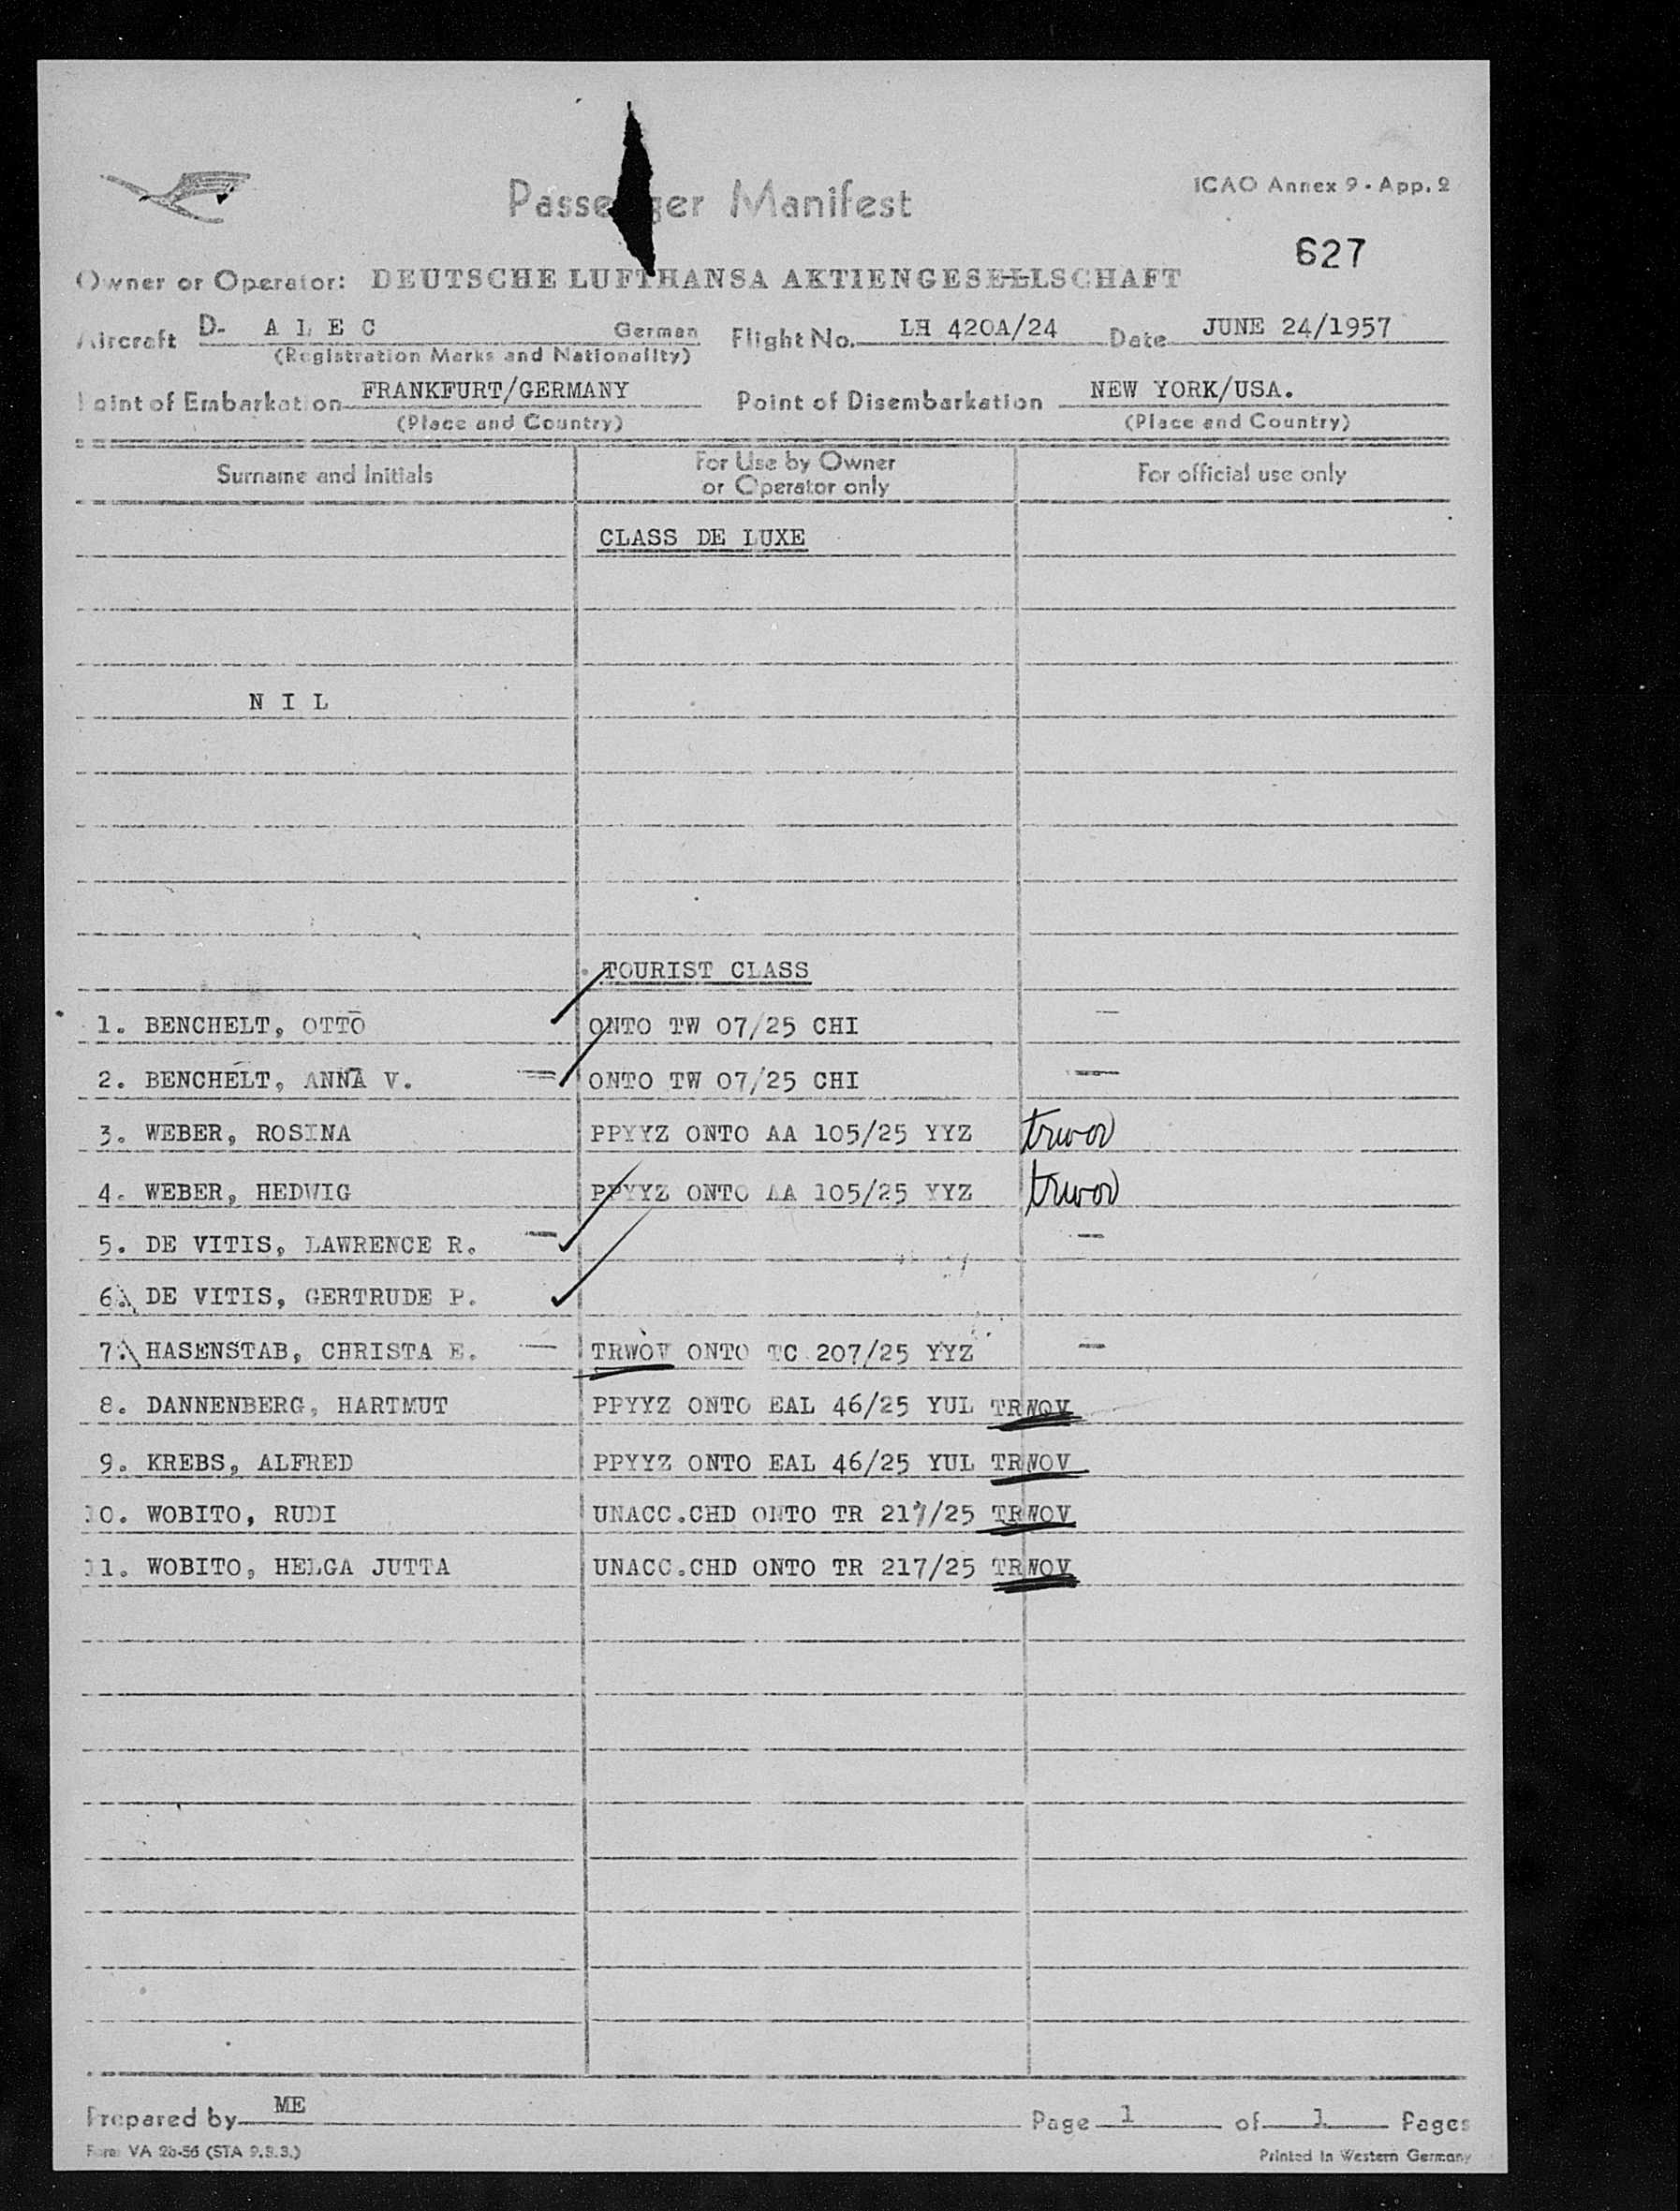 Passenger Manifest
ICAO Annex 9 - App. 2
627
Owner or Operator: DEUTSCHE LUFTHANSA AKTIENGESELLSCHAFT
Aircraft D- A L E C German Flight No. LH 420A/24 Date JUNE 24/1957
(Registration Marks and Nationality)
Point of Embarkation FRANKFURT/GERMANY Point of Disembarkation NEW YORK/USA.
(Place and Country) (Place and Country)
Surname and Initials For Use by Owner or Operator only For official use only
CLASS DE LUXE
N I L
TOURIST CLASS
1. BENCHELT, OTTO ONTO TW 07/25 CHI —
2. BENCHELT, ANNA V. ONTO TW 07/25 CHI —
3. WEBER, ROSINA PPYYZ ONTO AA 105/25 YYZ trwov
4. WEBER, HEDWIG PPYYZ ONTO AA 105/25 YYZ trwov
5. DE VITIS, LAWRENCE R. —
6. DE VITIS, GERTRUDE P.
7. HASENSTAB, CHRISTA E. — TRWOV ONTO TC 207/25 YYZ —
8. DANNENBERG, HARTMUT PPYYZ ONTO EAL 46/25 YUL TRWOV
9. KREBS, ALFRED PPYYZ ONTO EAL 46/25 YUL TRWOV
10. WOBITO, RUDI UNACC.CHD ONTO TR 217/25 TRWOV
11. WOBITO, HELGA JUTTA UNACC.CHD ONTO TR 217/25 TRWOV
Prepared by ME Page 1 of 1 Pages
Form VA 2b-56 (STA 9.3.3.) Printed in Western Germany